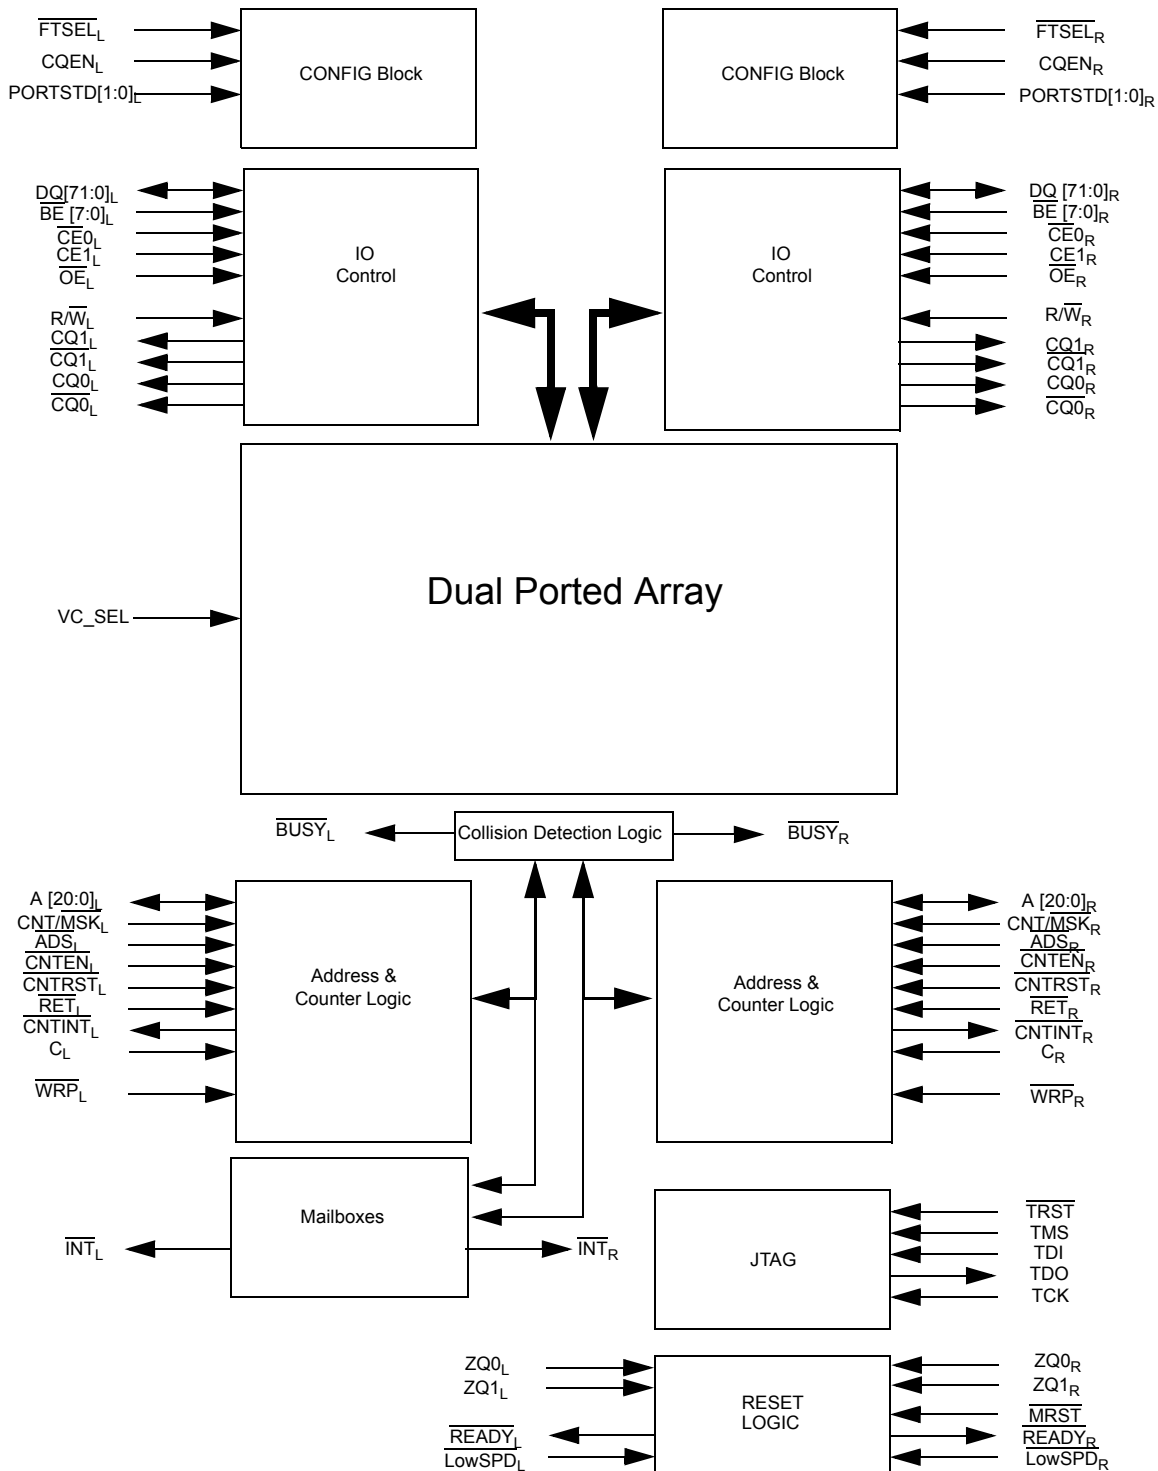 FTSEL_L
CQEN_L
PORTSTD[1:0]_L
CONFIG Block
CONFIG Block
FTSEL_R
CQEN_R
PORTSTD[1:0]_R
DQ[71:0]_L
BE [7:0]_L
CE0_L
CE1_L
OE_L
R/W_L
CQ1_L
CQ1_L
CQ0_L
CQ0_L
IO
Control
IO
Control
DQ [71:0]_R
BE [7:0]_R
CE0_R
CE1_R
OE_R
R/W_R
CQ1_R
CQ1_R
CQ0_R
CQ0_R
Dual Ported Array
VC_SEL
BUSY_L
Collision Detection Logic
BUSY_R
A [20:0]_L
CNT/MSK_L
ADS_L
CNTEN_L
CNTRST_L
RET_L
CNTINT_L
C_L
WRP_L
Address &
Counter Logic
Address &
Counter Logic
A [20:0]_R
CNT/MSK_R
ADS_R
CNTEN_R
CNTRST_R
RET_R
CNTINT_R
C_R
WRP_R
Mailboxes
INT_L
INT_R
JTAG
TRST
TMS
TDI
TDO
TCK
ZQ0_L
ZQ1_L
READY_L
LowSPD_L
RESET
LOGIC
ZQ0_R
ZQ1_R
MRST
READY_R
LowSPD_R